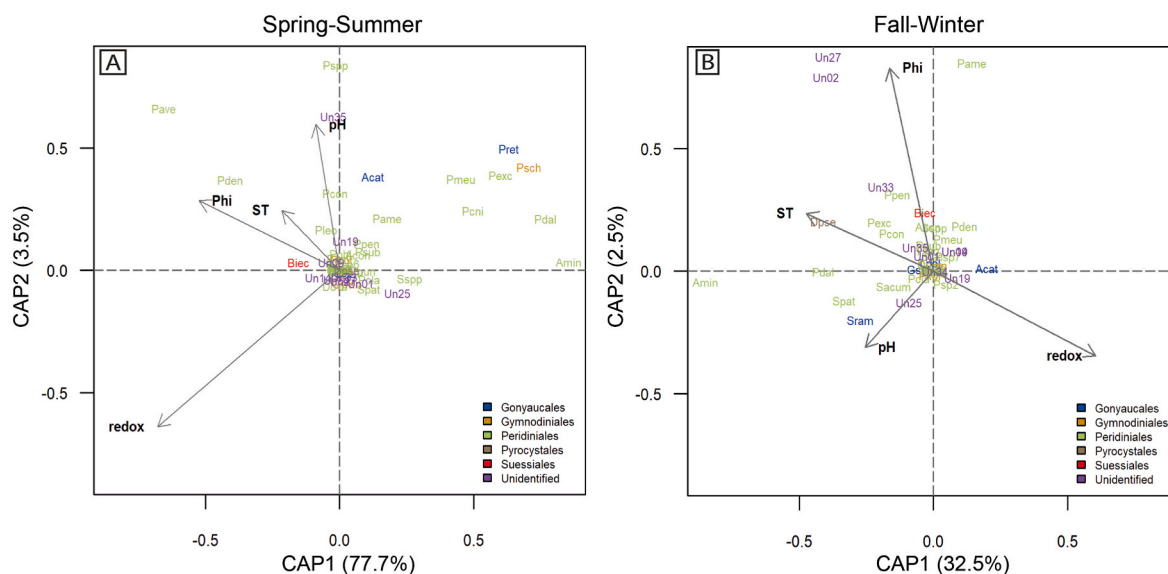 Spring-Summer
A
Pspp
Pave
Un35
pH
Pret
Psch
Acat
Pmeu
Pexc
Pden
Phi
Pcon
ST
Pame
Pcni
Pdal
Pleo
Un19
Ppen
Psub
Biec
Amin
Sspp
Un01
Spat
Un25
redox
0.5
0.0
-0.5
CAP2 (3.5%)
-0.5
0.0
0.5
CAP1 (77.7%)
Gonyaucales
Gymnodiniales
Peridiniales
Pyrocystales
Suessiales
Unidentified
Fall-Winter
B
Un27
Un02
Phi
Pame
Un33
Ppen
Biec
ST
Pexc
Pcon
Pden
Pmeu
Un35
Un01
Pdal
Acat
Amin
Un19
Sacum
Spat
Un25
Sram
pH
redox
0.5
0.0
-0.5
CAP2 (2.5%)
-0.5
0.0
0.5
CAP1 (32.5%)
Gonyaucales
Gymnodiniales
Peridiniales
Pyrocystales
Suessiales
Unidentified